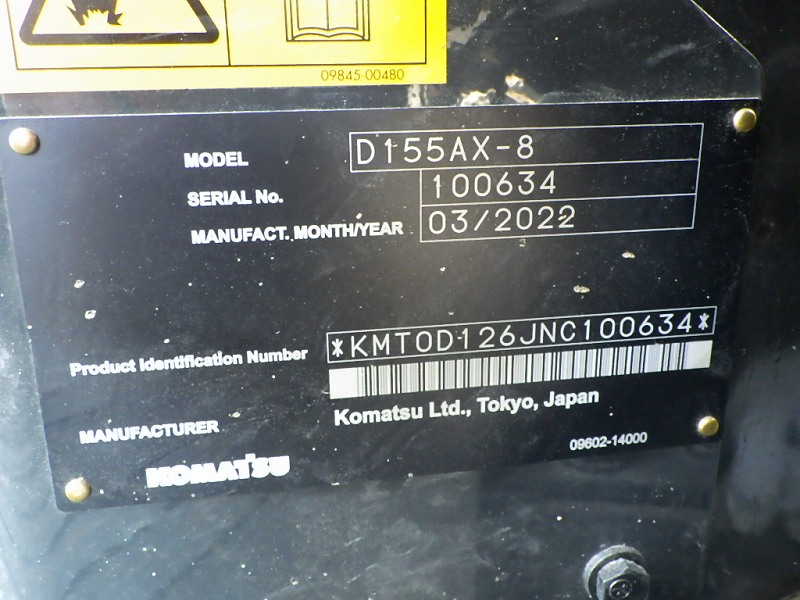 09845-00480
MODEL D155AX-8
SERIAL No. 100634
MANUFACT. MONTH/YEAR 03/2022
Product Identification Number *KMT0D126JNC100634*
MANUFACTURER Komatsu Ltd., Tokyo, Japan
09602-14000
KOMATSU